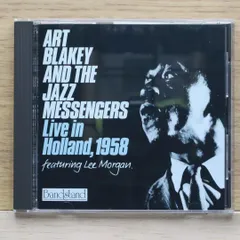 ART
BLAKEY
AND THE
JAZZ
MESSENGERS
Live in
Holland, 1958
featuring Lee Morgan.
Bandstand